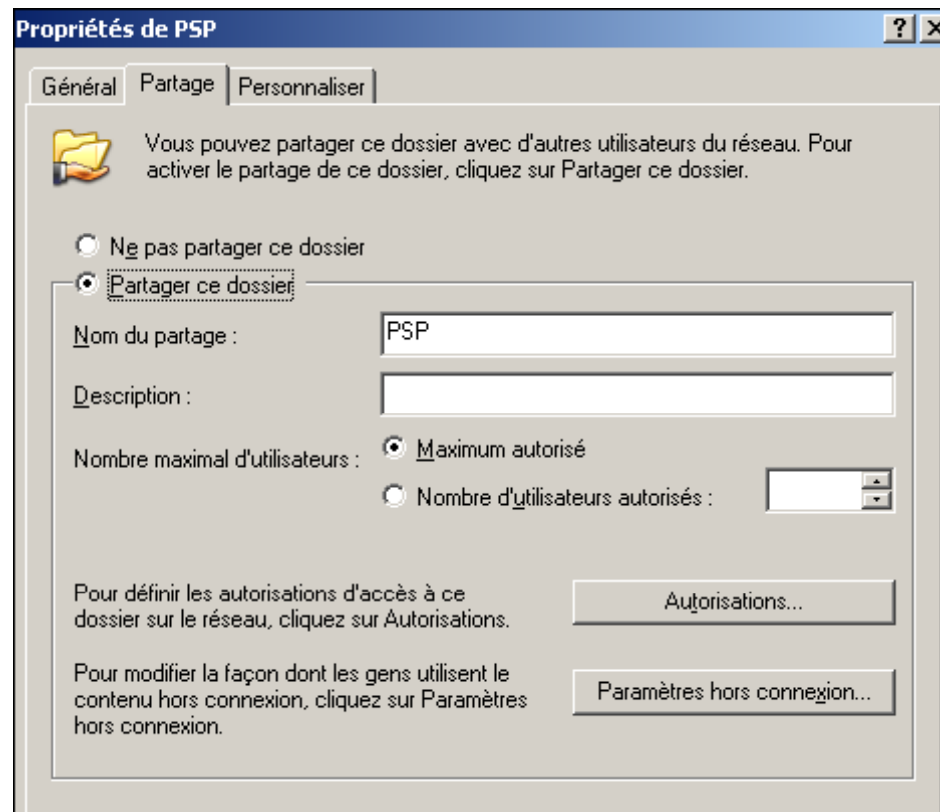 Propriétés de PSP
Général Partage Personnaliser
Vous pouvez partager ce dossier avec d'autres utilisateurs du réseau. Pour
activer le partage de ce dossier, cliquez sur Partager ce dossier.
Ne pas partager ce dossier
Partager ce dossier
Nom du partage : PSP
Description :
Nombre maximal d'utilisateurs : Maximum autorisé
Nombre d'utilisateurs autorisés :
Pour définir les autorisations d'accès à ce
dossier sur le réseau, cliquez sur Autorisations.
Autorisations...
Pour modifier la façon dont les gens utilisent le
contenu hors connexion, cliquez sur Paramètres
hors connexion.
Paramètres hors connexion...